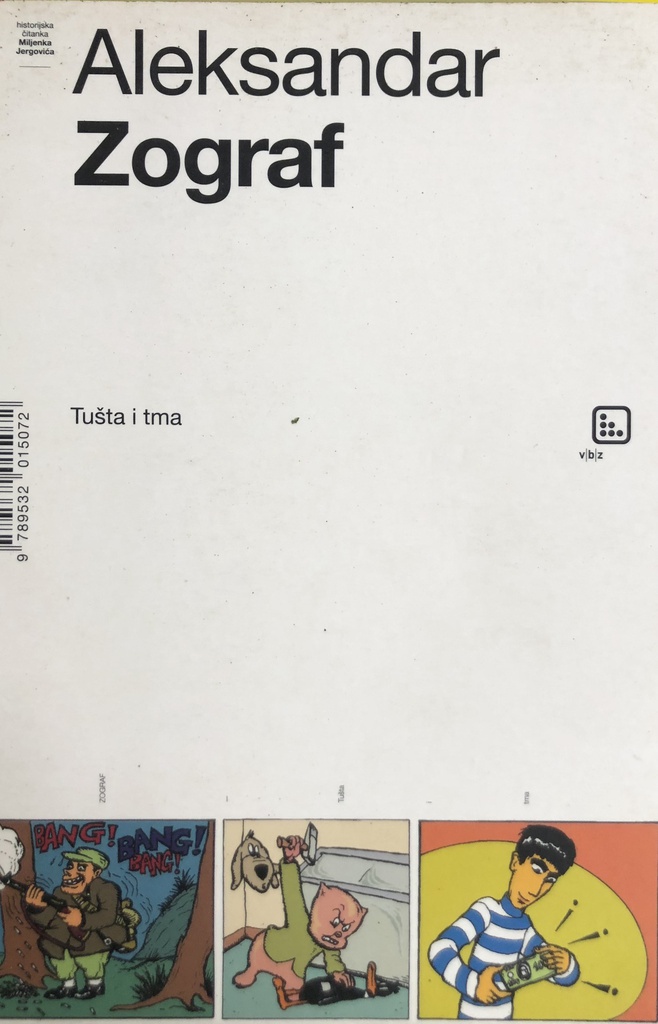 historijska
čitanka
Miljenka
Jergovića
Aleksandar
Zograf
Tušta i tma
v|b|z
9 789532 015072
ZOGRAF
–
Tušta
i
tma
BANG!
BANG!
BANG!